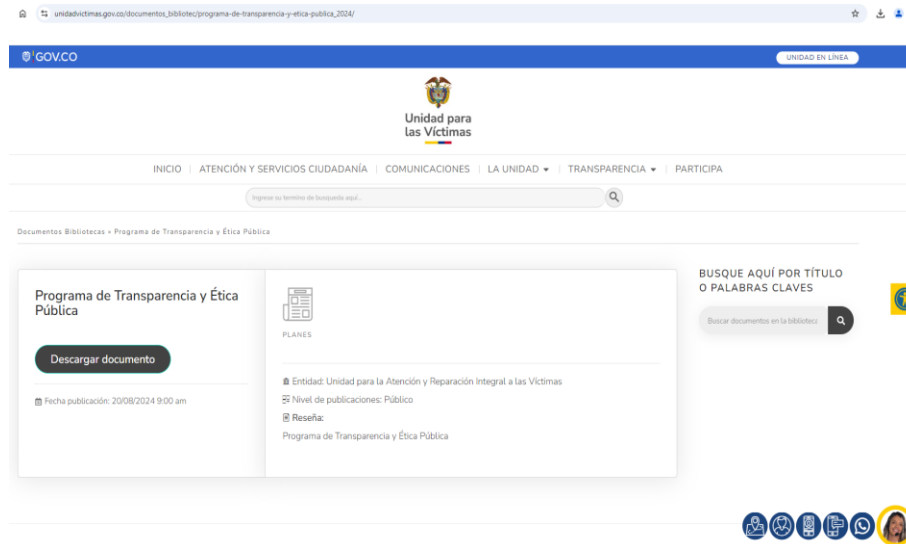 unidadvictimas.gov.co/documentos_bibliotec/programa-de-transparencia-y-etica-publica_2024/
GOV.CO
UNIDAD EN LÍNEA
Unidad para
las Víctimas
INICIO | ATENCIÓN Y SERVICIOS CIUDADANÍA | COMUNICACIONES | LA UNIDAD | TRANSPARENCIA | PARTICIPA
Ingrese su termino de busqueda aquí..
Documentos Bibliotecas » Programa de Transparencia y Ética Pública
Programa de Transparencia y Ética
Pública
Descargar documento
Fecha publicación: 20/08/2024 9:00 am
PLANES
Entidad: Unidad para la Atención y Reparación Integral a las Víctimas
Nivel de publicaciones: Público
Reseña:
Programa de Transparencia y Ética Pública
BUSQUE AQUÍ POR TÍTULO
O PALABRAS CLAVES
Buscar documentos en la biblioteca